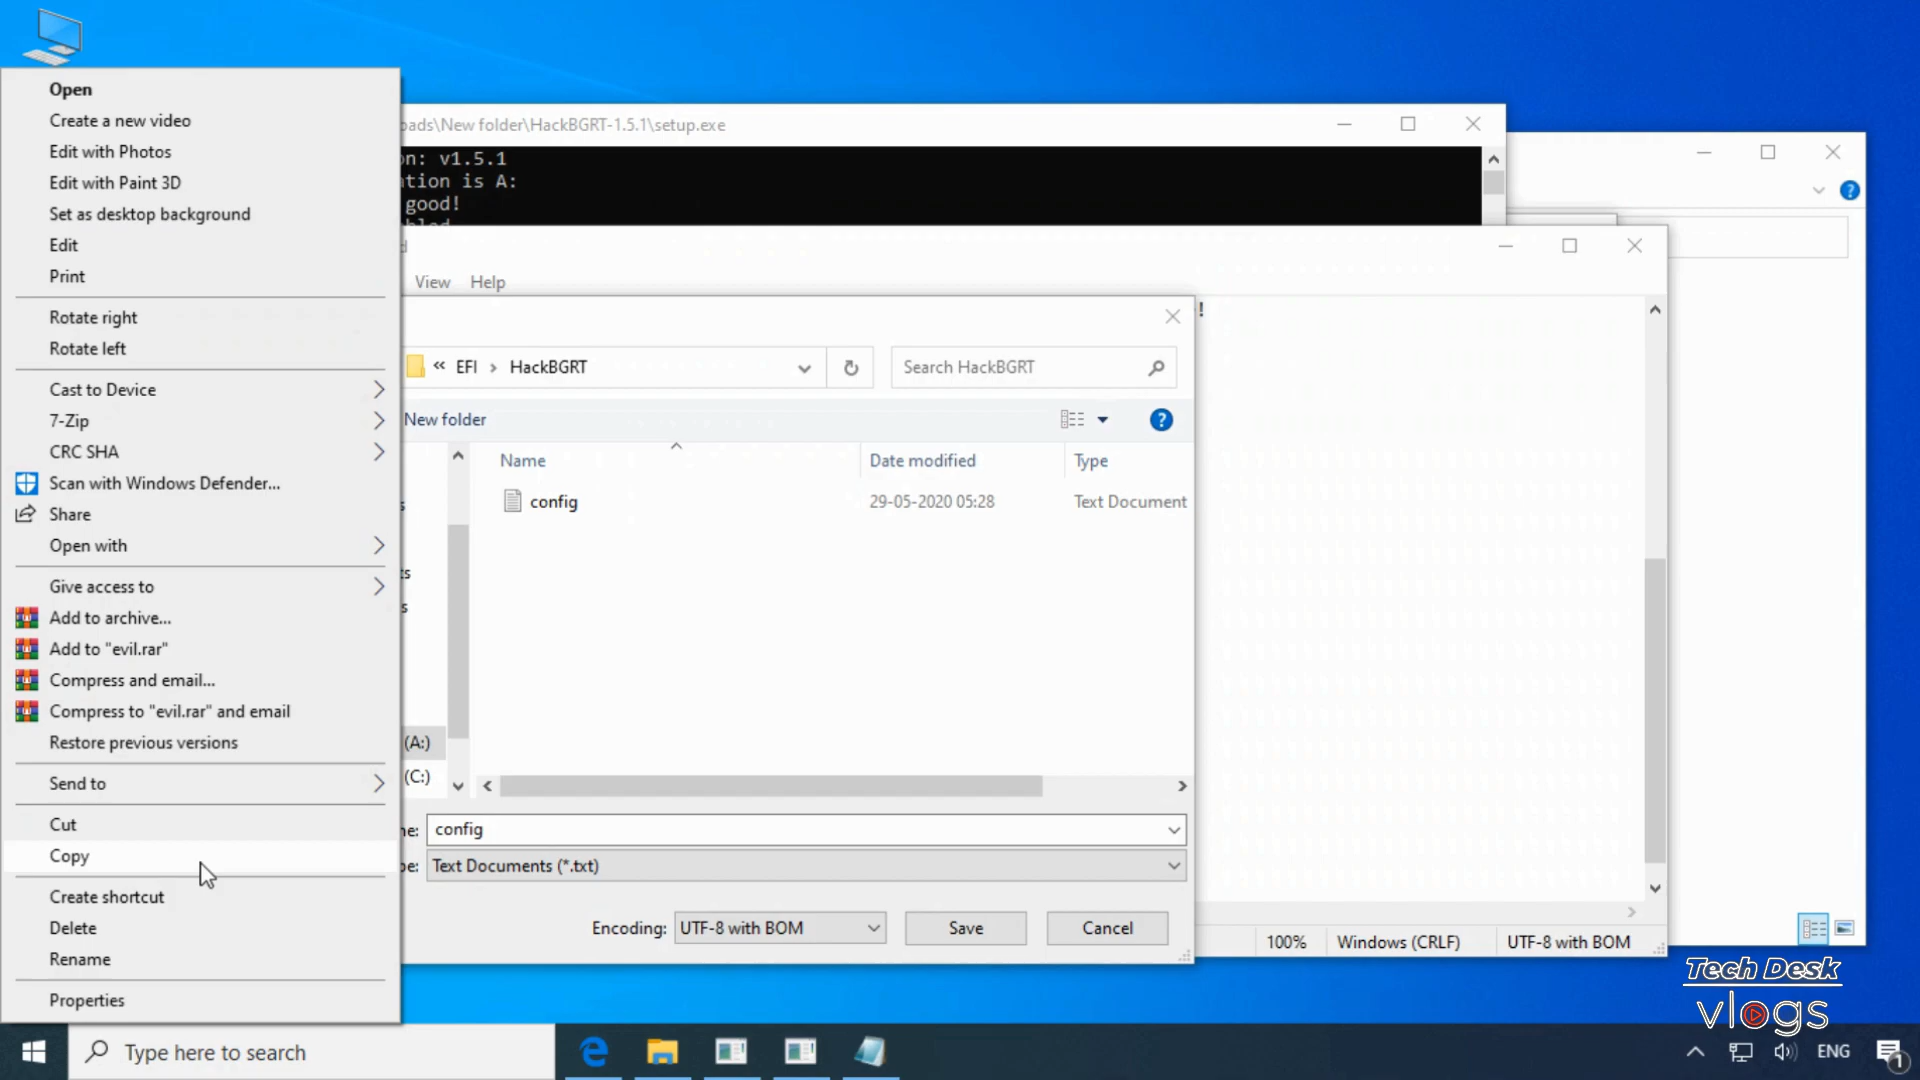 Open
Create a new video
Edit with Photos
Edit with Paint 3D
Set as desktop background
Edit
Print
Rotate right
Rotate left
Cast to Device
7-Zip
CRC SHA
Scan with Windows Defender...
Share
Open with
Give access to
Add to archive...
Add to "evil.rar"
Compress and email...
Compress to "evil.rar" and email
Restore previous versions
Send to
Cut
Copy
Create shortcut
Delete
Rename
Properties
oads\New folder\HackBGRT-1.5.1\setup.exe
on: v1.5.1
tion is A:
good!
View Help
!
« EFI > HackBGRT
Search HackBGRT
New folder
Name Date modified Type
config 29-05-2020 05:28 Text Document
(A:)
(C:)
config
Text Documents (*.txt)
Encoding: UTF-8 with BOM Save Cancel
100% Windows (CRLF) UTF-8 with BOM
Tech Desk
vlogs
Type here to search
ENG
1